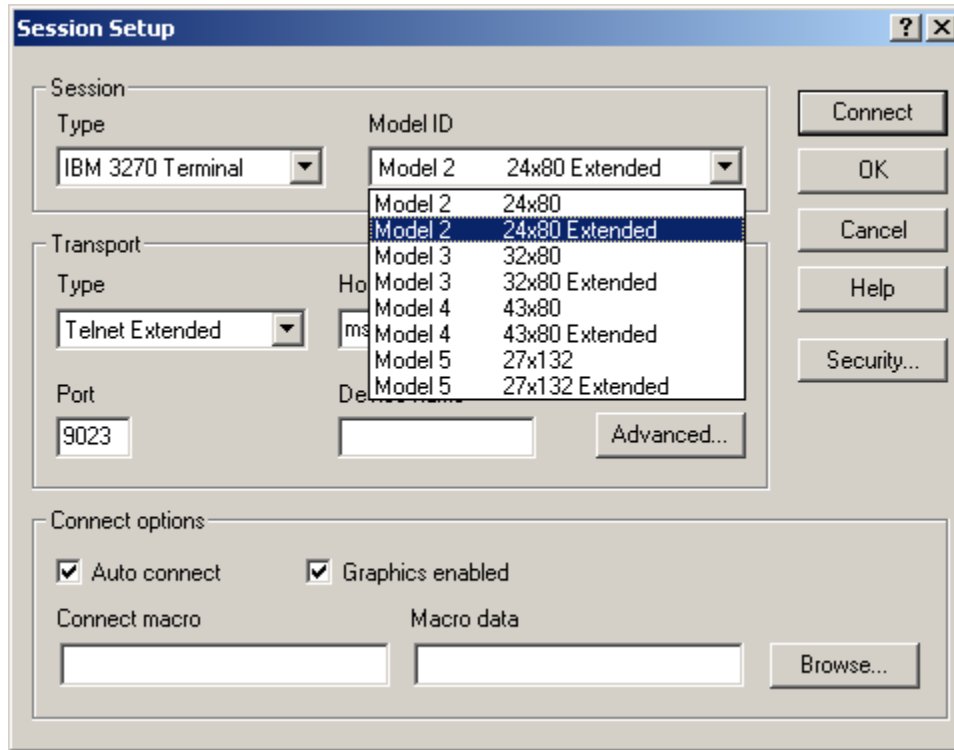 Session Setup
Session
Type
Model ID
Connect
IBM 3270 Terminal
Model 2 24x80 Extended
OK
Model 2 24x80
Model 2 24x80 Extended
Cancel
Transport
Model 3 32x80
Type
Model 3 32x80 Extended
Help
Model 4 43x80
Telnet Extended
Model 4 43x80 Extended
Model 5 27x132
Security...
Port
Model 5 27x132 Extended
9023
Advanced...
Connect options
Auto connect
Graphics enabled
Connect macro
Macro data
Browse...